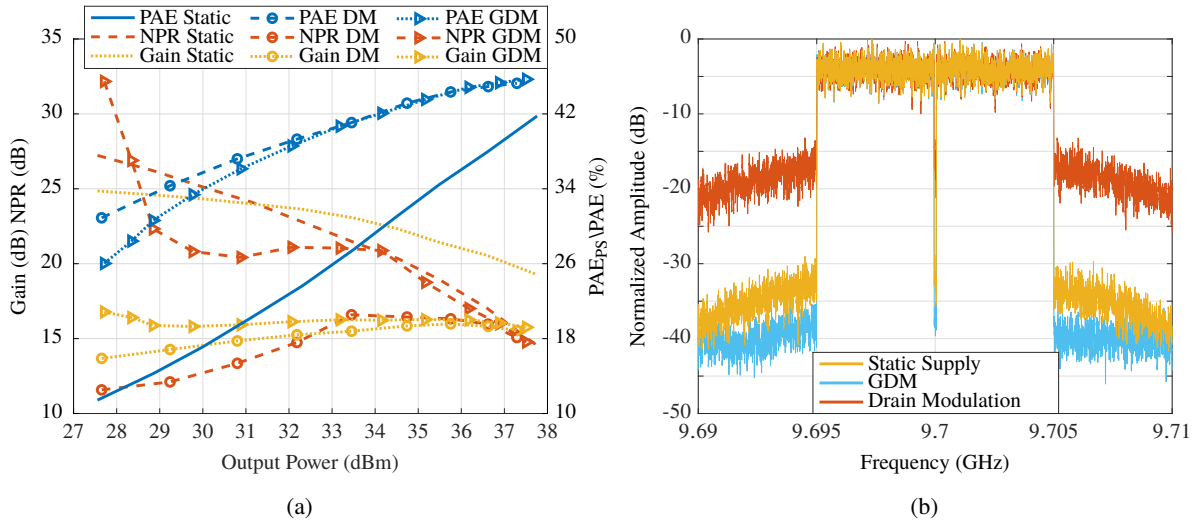 PAE Static PAE DM PAE GDM
NPR Static NPR DM NPR GDM
Gain Static Gain DM Gain GDM
35
30
25
20
15
10
5
Gain (dB) NPR (dB)
50
42
34
26
18
10
PAE_PS\PAE (%)
27 28 29 30 31 32 33 34 35 36 37 38
Output Power (dBm)
(a)
0
-10
-20
-30
-40
-50
Normalized Amplitude (dB)
Static Supply
GDM
Drain Modulation
9.69 9.695 9.7 9.705 9.71
Frequency (GHz)
(b)